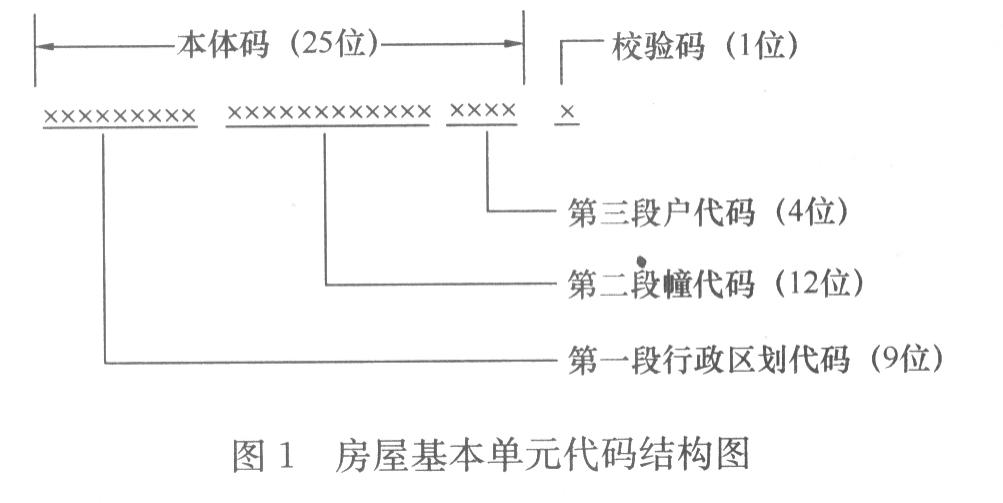 本体码（25位） 校验码（1位）
××××××××× ×××××××××××× ×××× ×
第三段户代码（4位）
第二段幢代码（12位）
第一段行政区划代码（9位）
图 1 房屋基本单元代码结构图